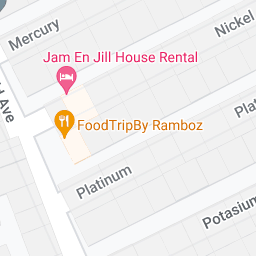 Mercury
Nickel
Jam En Jill House Rental
FoodTripBy Ramboz
Ave
Platinum
Potasium